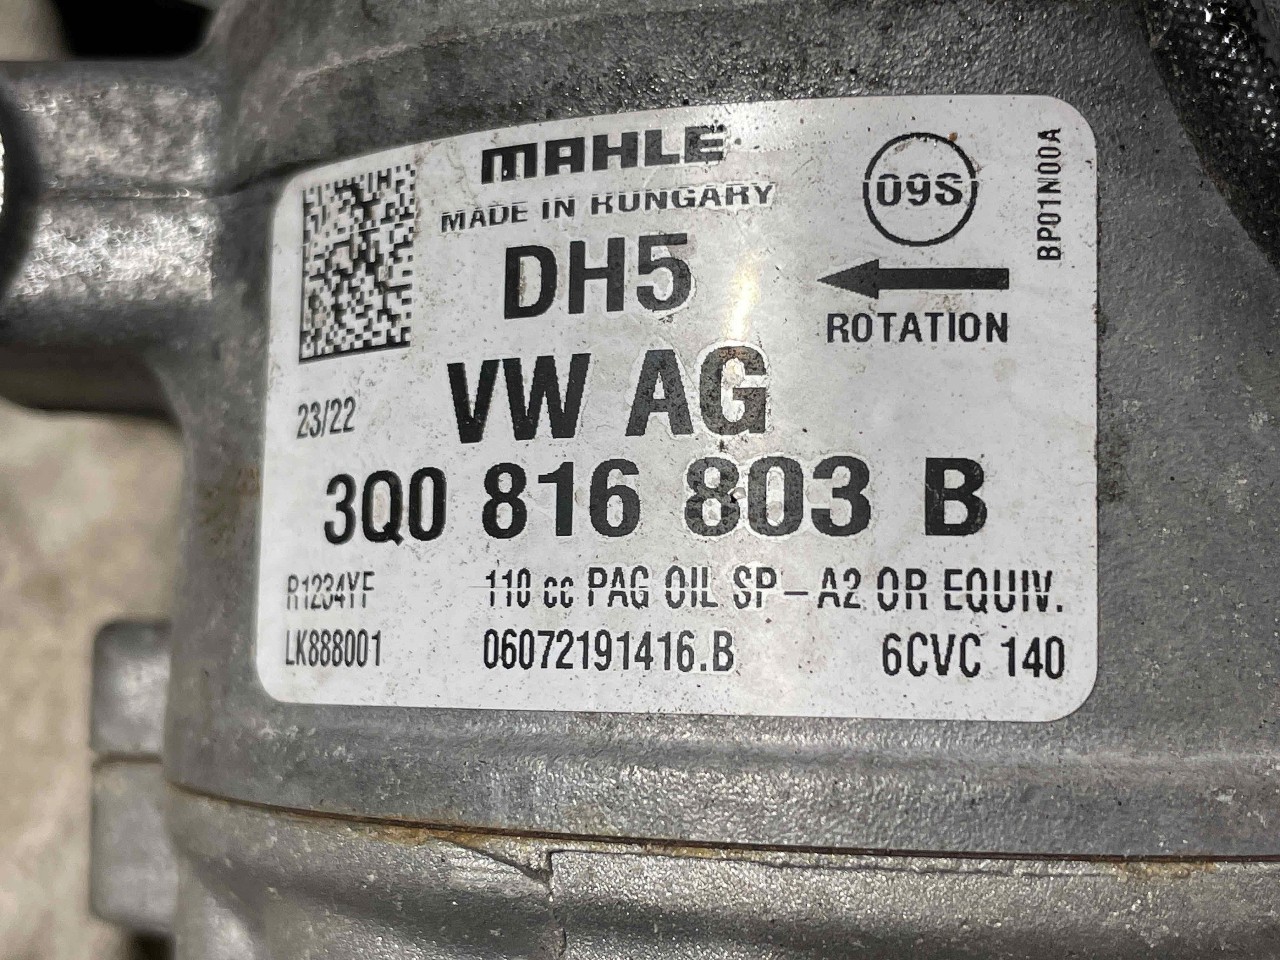 MAHLE
MADE IN HUNGARY
DH5
09S
BP01N00A
ROTATION
23/22
VW AG
3Q0 816 803 B
R1234YF 110 cc PAG OIL SP-A2 OR EQUIV.
LK888001 06072191416.B 6CVC 140